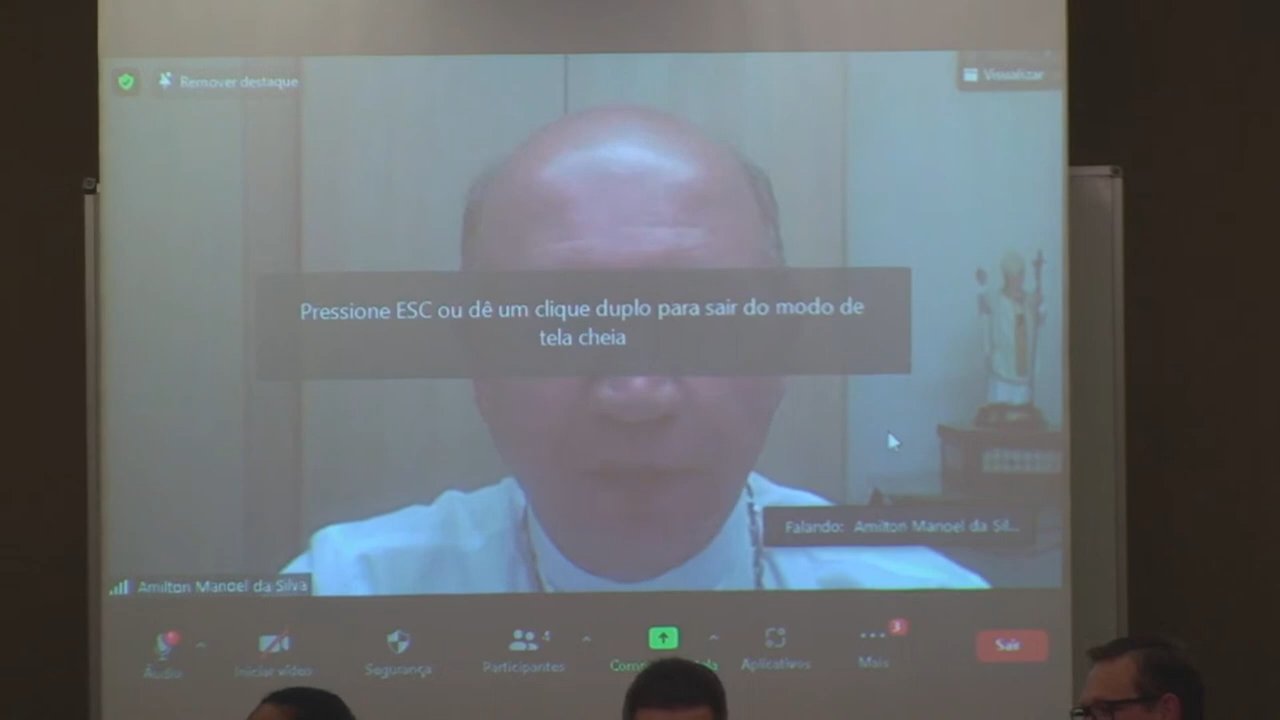 Remover destaque
Visualizar
Pressione ESC ou dê um clique duplo para sair do modo de
tela cheia
Falando: Amilton Manoel da Sil...
Amilton Manoel da Silva
4
3
Áudio
Iniciar vídeo
Segurança
Participantes
Aplicativos
Mais
Sair